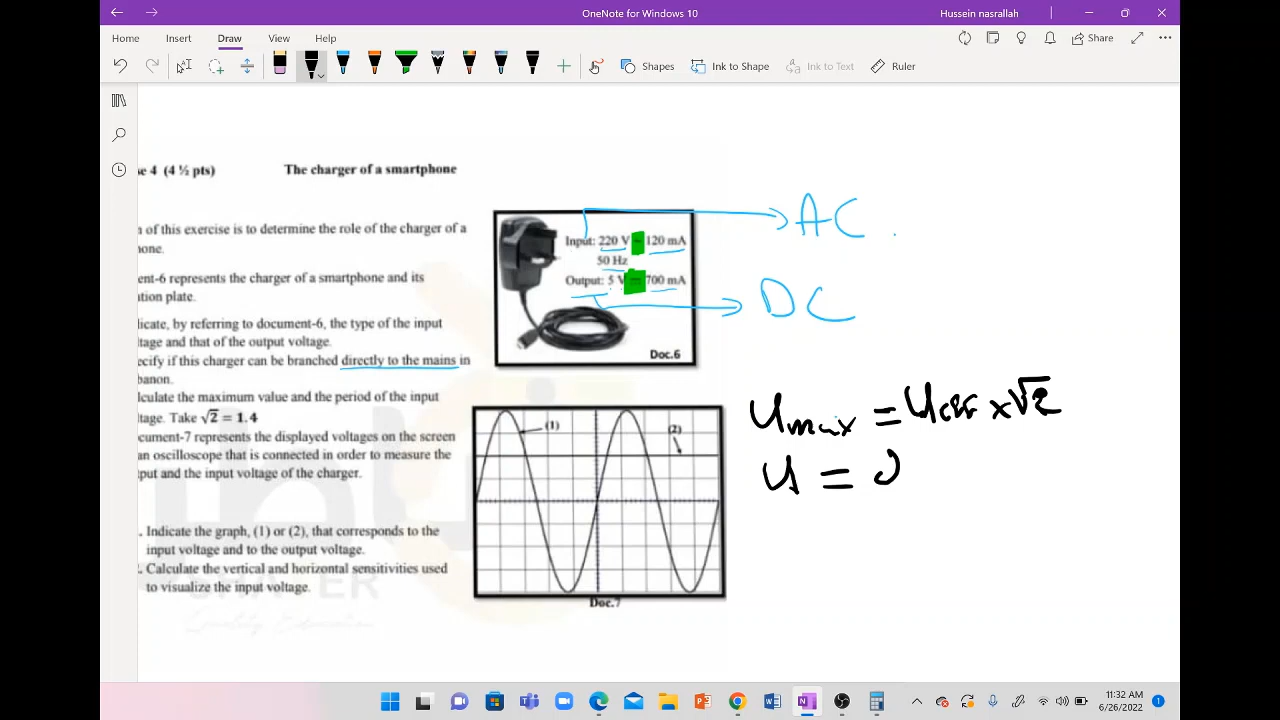 OneNote for Windows 10
Hussein nasrallah
Home Insert Draw View Help
Share
Shapes Ink to Shape Ink to Text Ruler
se 4 (4 ½ pts) The charger of a smartphone
of this exercise is to determine the role of the charger of a
one.
ent-6 represents the charger of a smartphone and its
tion plate.
licate, by referring to document-6, the type of the input
tage and that of the output voltage.
ecify if this charger can be branched directly to the mains in
banon.
lculate the maximum value and the period of the input
tage. Take √2 = 1.4
cument-7 represents the displayed voltages on the screen
an oscilloscope that is connected in order to measure the
put and the input voltage of the charger.
. Indicate the graph, (1) or (2), that corresponds to the
input voltage and to the output voltage.
. Calculate the vertical and horizontal sensitivities used
to visualize the input voltage.
Input: 220 V ~ 120 mA
50 Hz
Output: 5 V 700 mA
Doc.6
AC
DC
(1)
(2)
Doc.7
Umax = Ueff × √2
U =
11:32 AM
6/26/2022